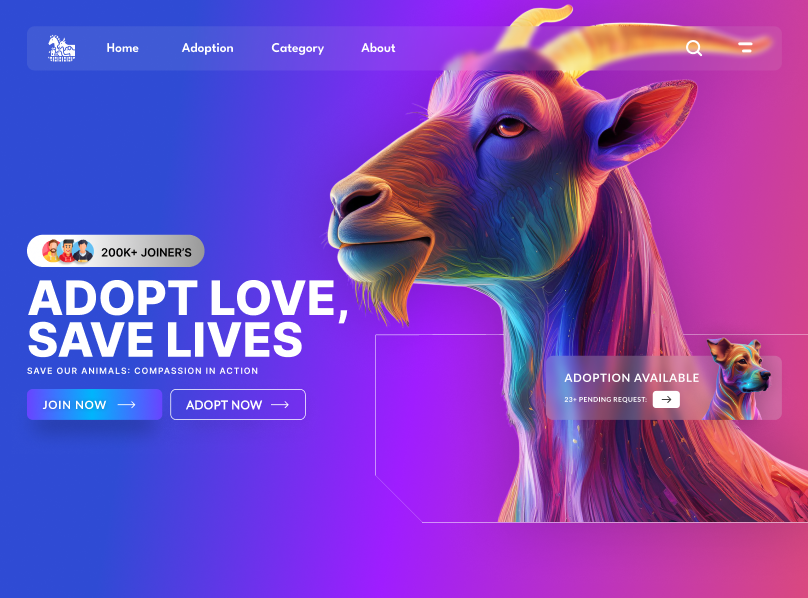 Home Adoption Category About
200K+ JOINER'S
ADOPT LOVE,
SAVE LIVES
SAVE OUR ANIMALS: COMPASSION IN ACTION
JOIN NOW
ADOPT NOW
ADOPTION AVAILABLE
23+ PENDING REQUEST: